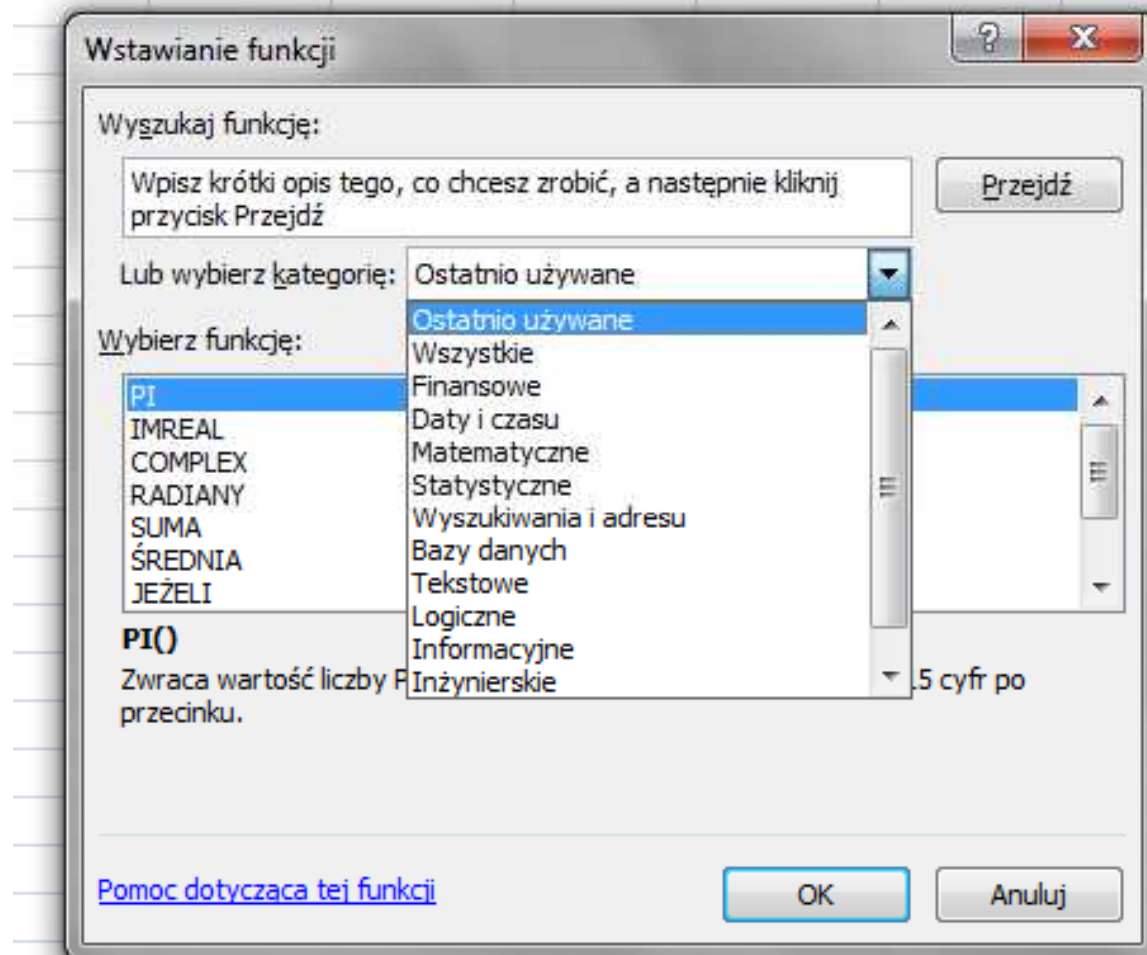 Wstawianie funkcji
Wyszukaj funkcję:
Wpisz krótki opis tego, co chcesz zrobić, a następnie kliknij
przycisk Przejdź
Przejdź
Lub wybierz kategorię: Ostatnio używane
Ostatnio używane
Wszystkie
Finansowe
Daty i czasu
Matematyczne
Statystyczne
Wyszukiwania i adresu
Bazy danych
Tekstowe
Logiczne
Informacyjne
Inżynierskie
Wybierz funkcję:
PI
IMREAL
COMPLEX
RADIANY
SUMA
ŚREDNIA
JEŻELI
PI()
Zwraca wartość liczby 5 cyfr po
przecinku.
Pomoc dotycząca tej funkcji
OK
Anuluj